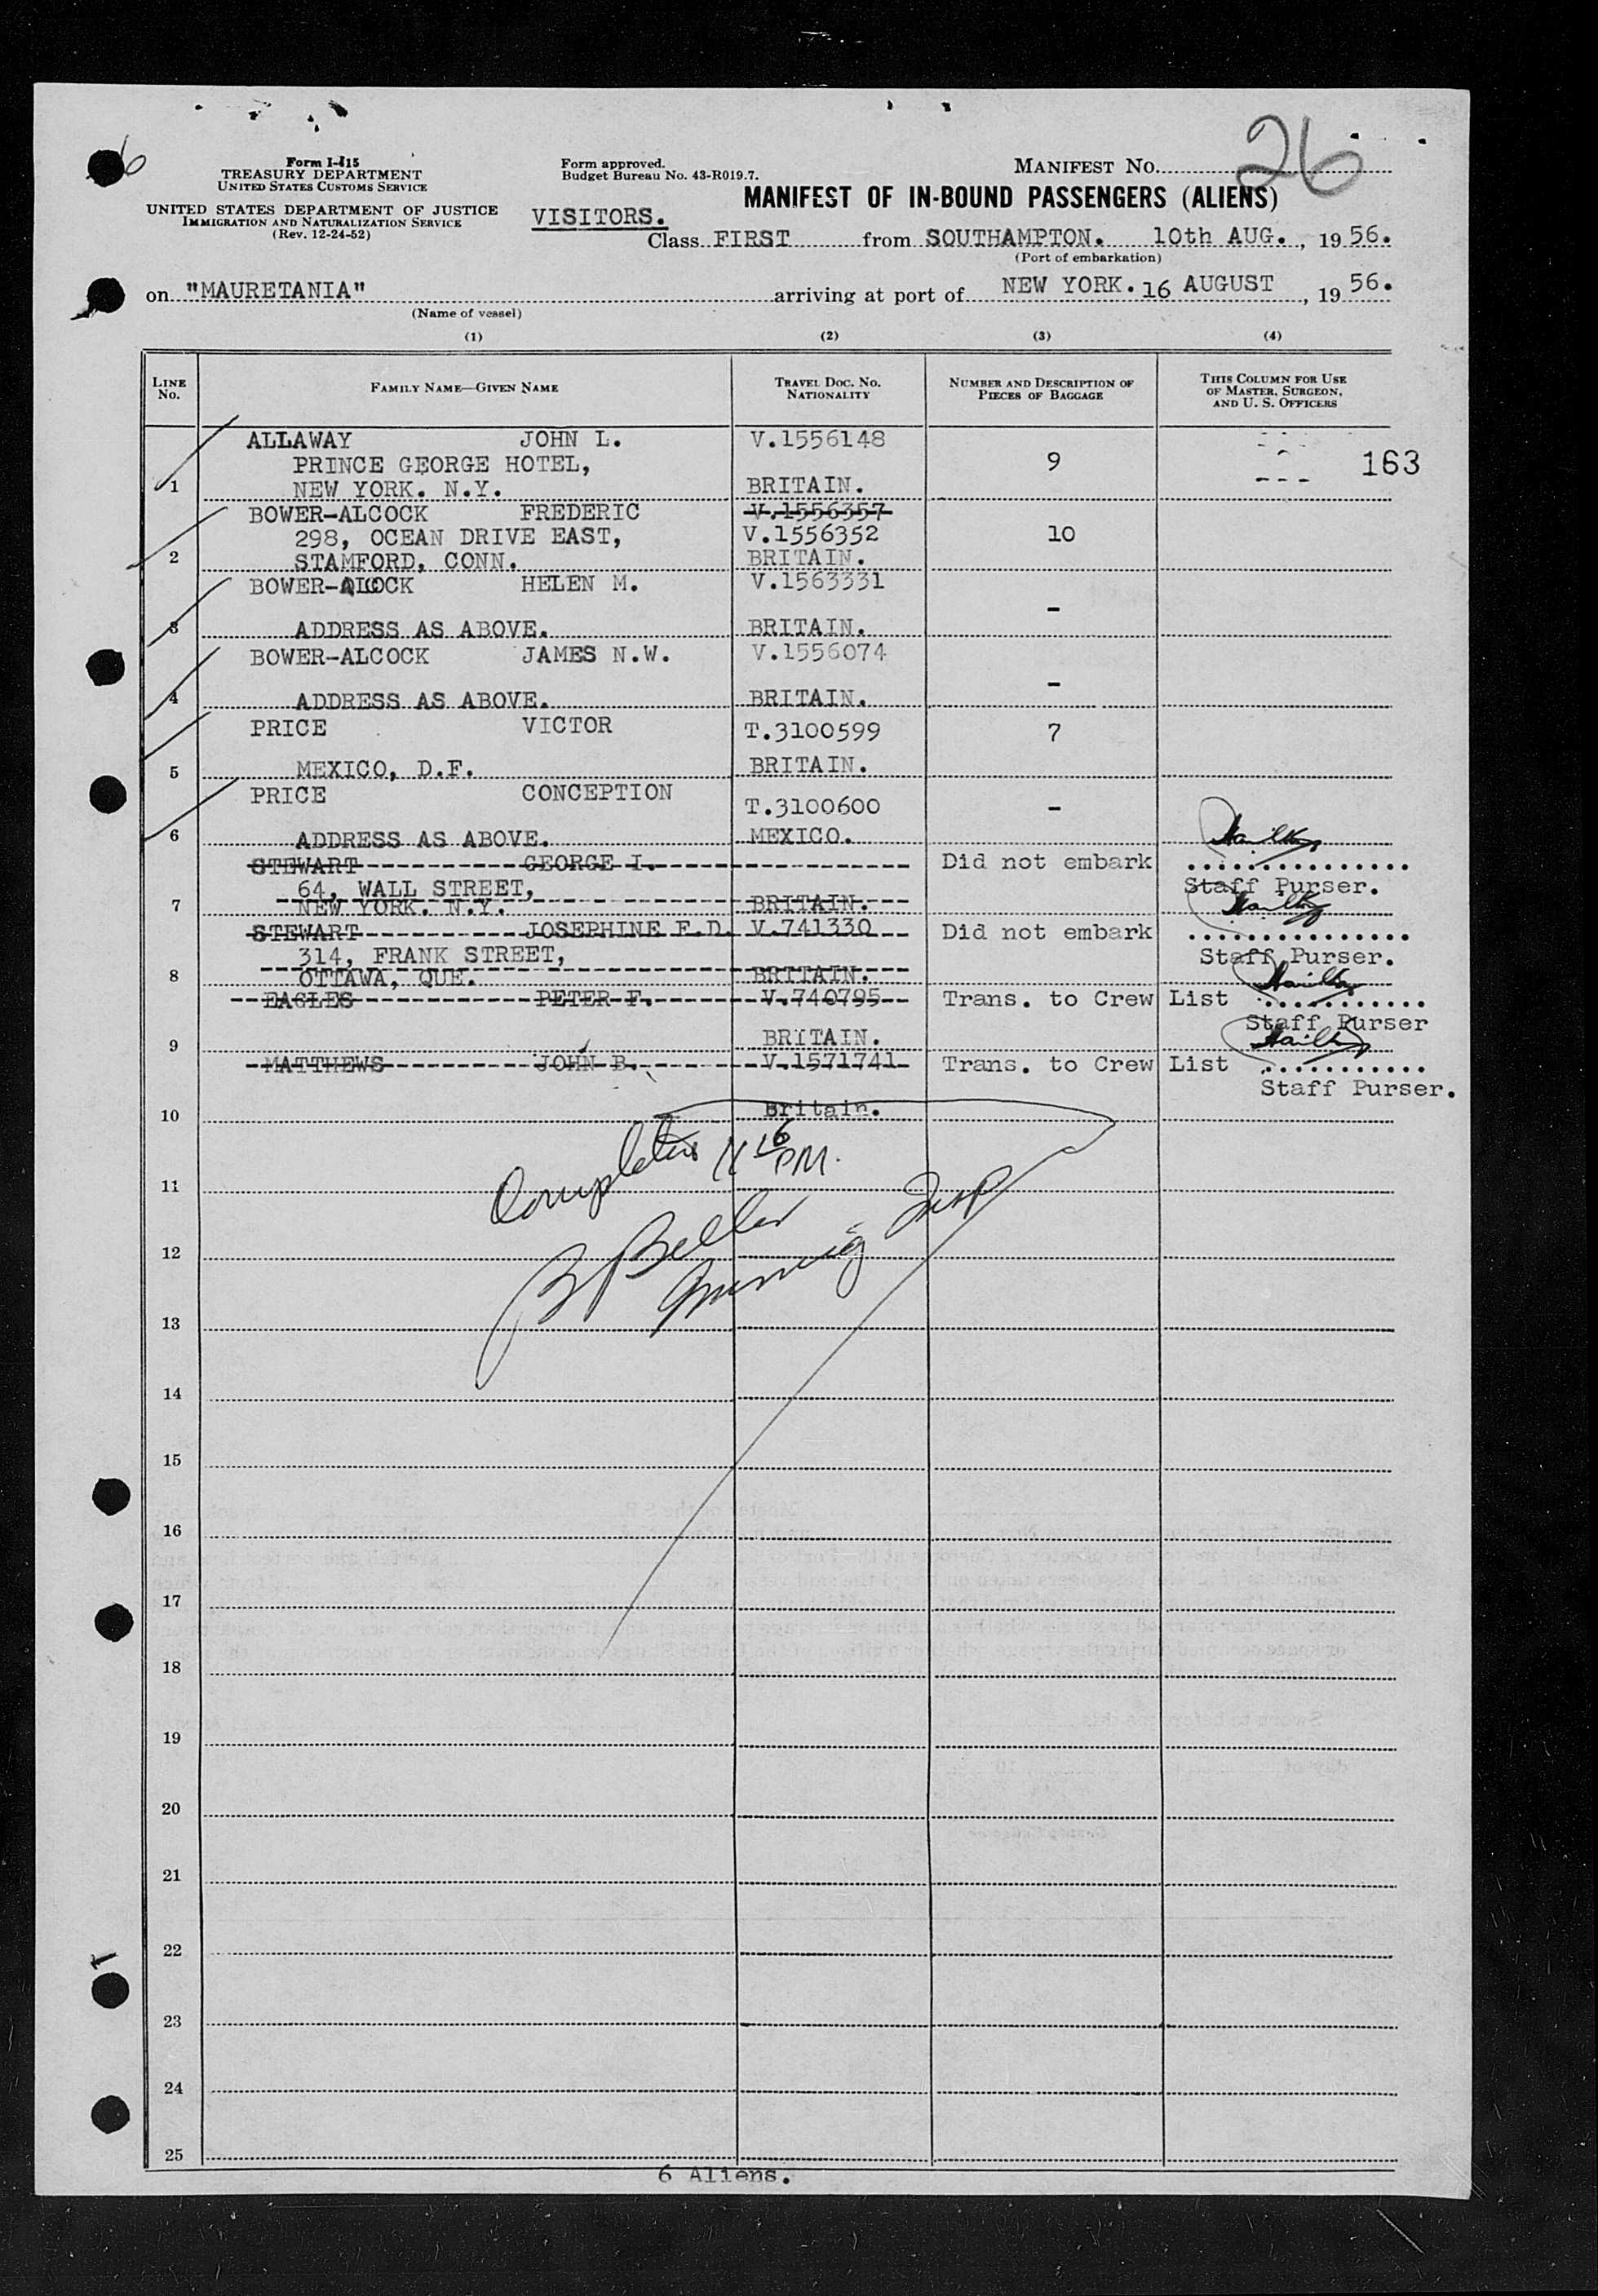 26
6
Form I-415
TREASURY DEPARTMENT
UNITED STATES CUSTOMS SERVICE
UNITED STATES DEPARTMENT OF JUSTICE
IMMIGRATION AND NATURALIZATION SERVICE
(Rev. 12-24-52)
Form approved.
Budget Bureau No. 43-R019.7.
MANIFEST NO.
MANIFEST OF IN-BOUND PASSENGERS (ALIENS)
VISITORS.
Class FIRST from SOUTHAMPTON. 10th AUG., 1956.
(Port of embarkation)
on "MAURETANIA" arriving at port of NEW YORK. 16 AUGUST, 1956.
(Name of vessel)
(1) (2) (3) (4)
LINE No. FAMILY NAME—GIVEN NAME TRAVEL DOC. NO. NATIONALITY NUMBER AND DESCRIPTION OF PIECES OF BAGGAGE THIS COLUMN FOR USE OF MASTER, SURGEON, AND U. S. OFFICERS
ALLAWAY JOHN L. V.1556148
PRINCE GEORGE HOTEL, 9 163
1 NEW YORK. N.Y. BRITAIN.
BOWER-ALCOCK FREDERIC V.1556357
298, OCEAN DRIVE EAST, V.1556352 10
2 STAMFORD, CONN. BRITAIN.
BOWER-ALCOCK HELEN M. V.1563331
-
3 ADDRESS AS ABOVE. BRITAIN.
BOWER-ALCOCK JAMES N.W. V.1556074
-
4 ADDRESS AS ABOVE. BRITAIN.
PRICE VICTOR T.3100599 7
5 MEXICO, D.F. BRITAIN.
PRICE CONCEPTION T.3100600 -
6 ADDRESS AS ABOVE. MEXICO.
STEWART GEORGE I. Did not embark
64, WALL STREET, Staff Purser.
7 NEW YORK. N.Y. BRITAIN.
STEWART JOSEPHINE E.D. V.741330 Did not embark
314, FRANK STREET, Staff Purser.
8 OTTAWA, QUE. BRITAIN.
EAGLES PETER F. V.740795 Trans. to Crew List
Staff Purser
9 BRITAIN.
MATTHEWS JOHN B. V.1571741 Trans. to Crew List
Staff Purser.
10 Britain.
Completed PM.
11
Immig Insp
12
13
14
15
16
17
18
19
20
21
22
23
24
25
6 Aliens.